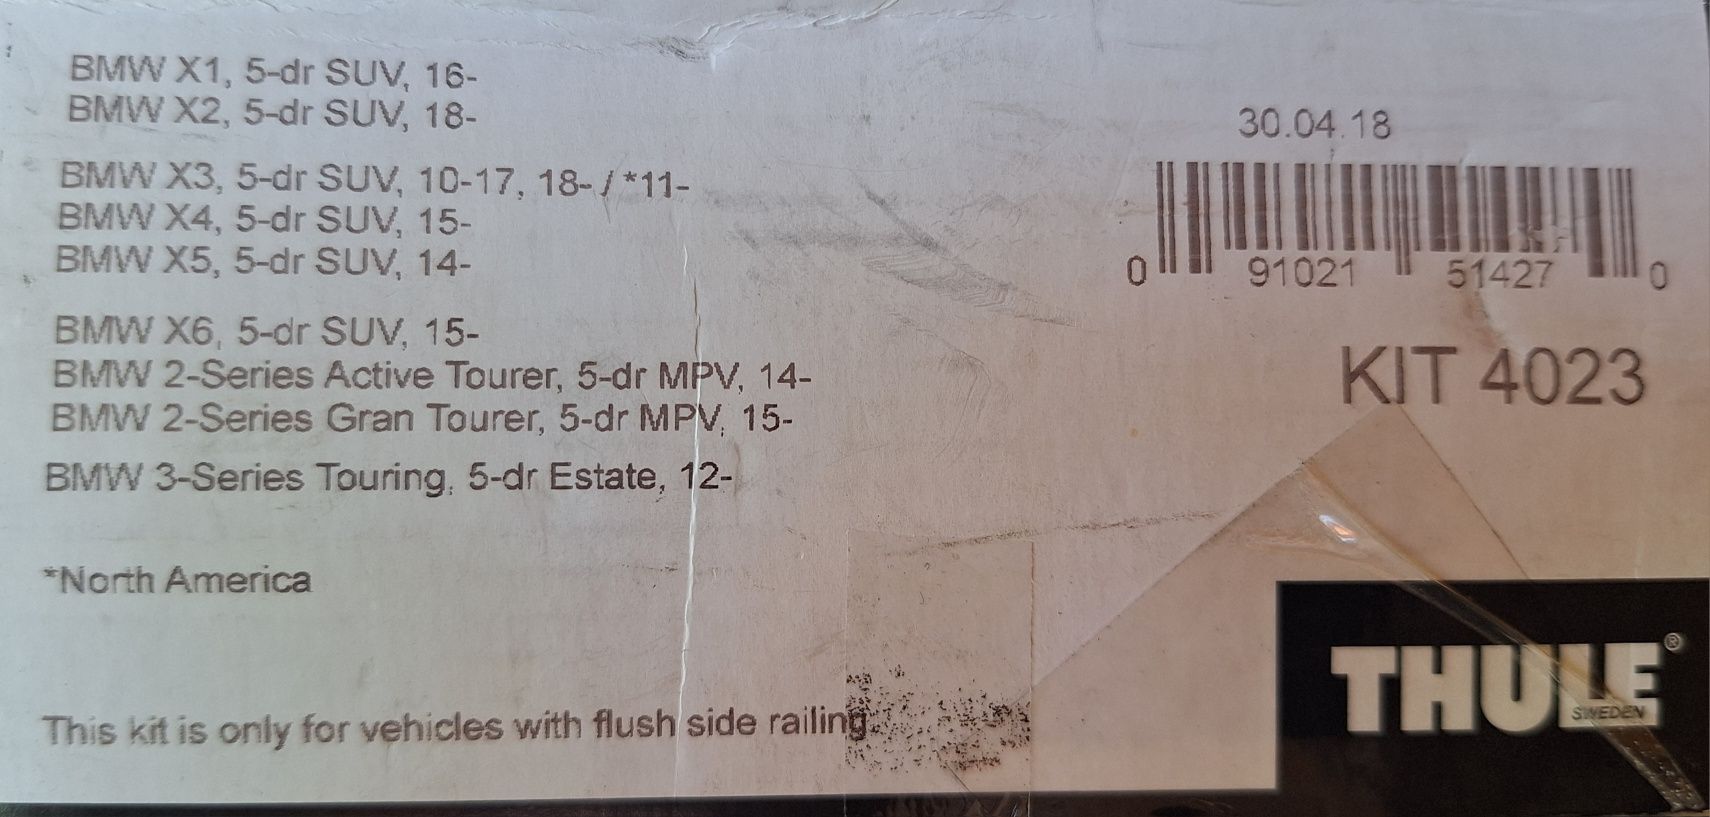 BMW X1, 5-dr SUV, 16-
BMW X2, 5-dr SUV, 18-
BMW X3, 5-dr SUV, 10-17, 18- / *11-
BMW X4, 5-dr SUV, 15-
BMW X5, 5-dr SUV, 14-
BMW X6, 5-dr SUV, 15-
BMW 2-Series Active Tourer, 5-dr MPV, 14-
BMW 2-Series Gran Tourer, 5-dr MPV, 15-
BMW 3-Series Touring, 5-dr Estate, 12-
*North America
This kit is only for vehicles with flush side railing.
30.04.18
0 91021 51427 0
KIT 4023
THULE®
SWEDEN